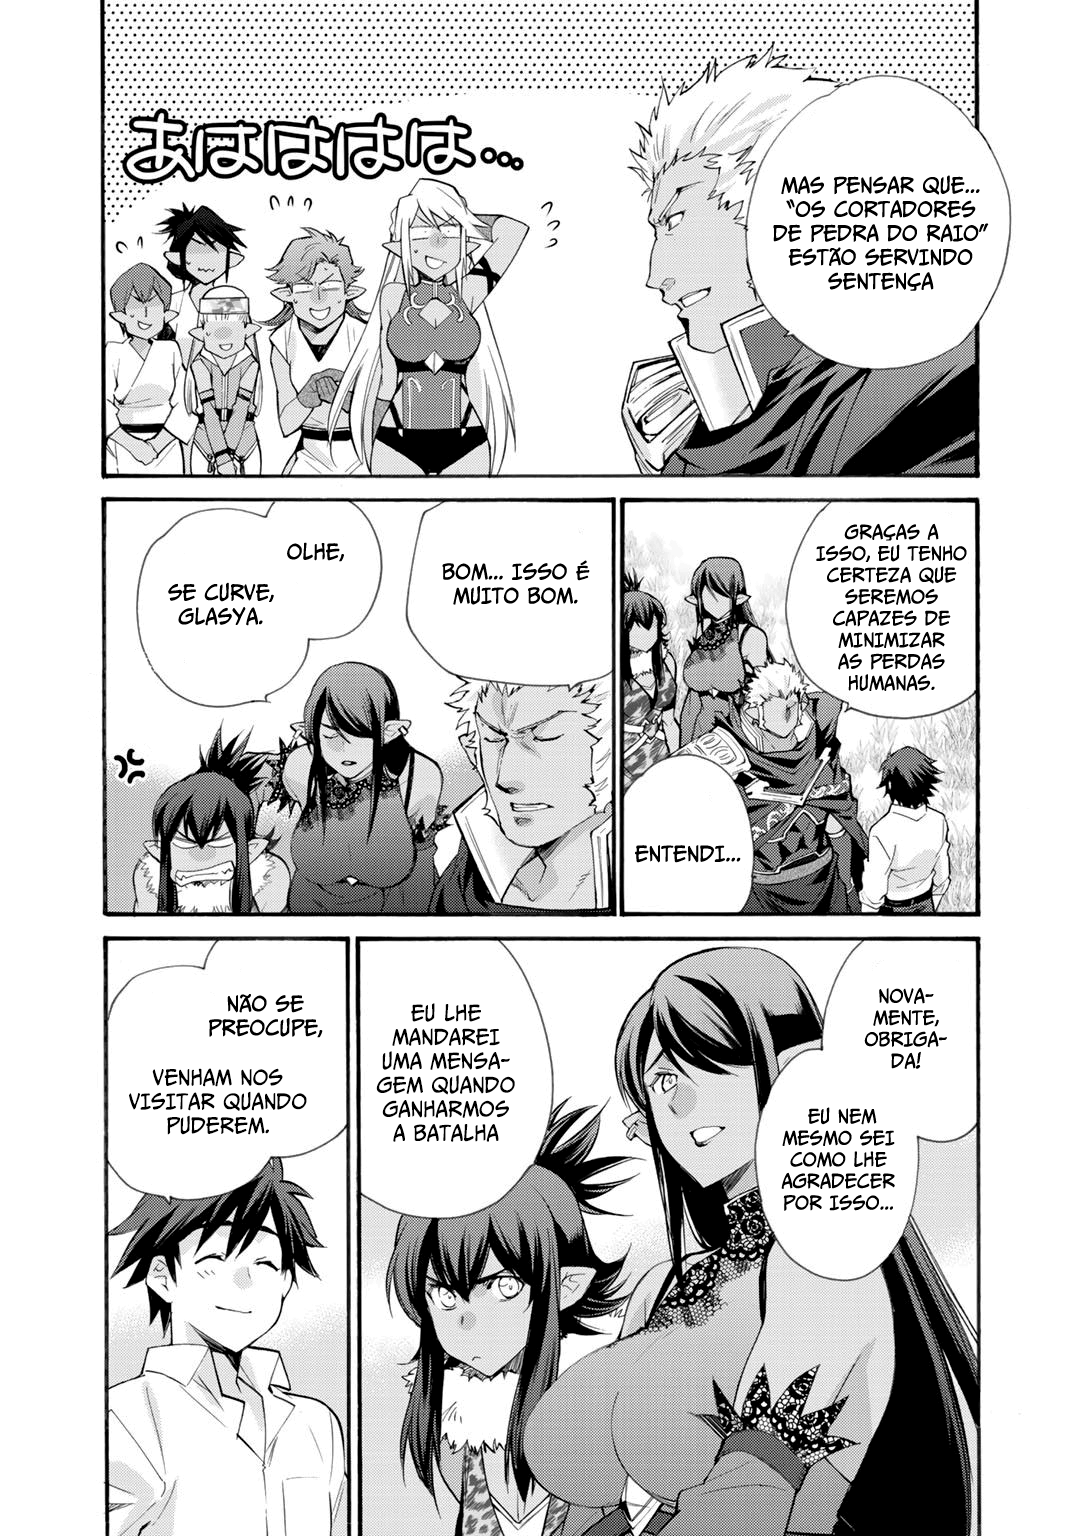 MAS PENSAR QUE...
"OS CORTADORES
DE PEDRA DO RAIO"
ESTÃO SERVINDO
SENTENÇA
あはははは...
GRAÇAS A
ISSO, EU TENHO
CERTEZA QUE
SEREMOS
CAPAZES DE
MINIMIZAR
AS PERDAS
HUMANAS.
ENTENDI...
BOM... ISSO É
MUITO BOM.
OLHE,
SE CURVE,
GLASYA.
NOVA-
MENTE,
OBRIGA-
DA!
EU NEM
MESMO SEI
COMO LHE
AGRADECER
POR ISSO...
EU LHE
MANDAREI
UMA MENSA-
GEM QUANDO
GANHARMOS
A BATALHA
NÃO SE
PREOCUPE,
VENHAM NOS
VISITAR QUANDO
PUDEREM.